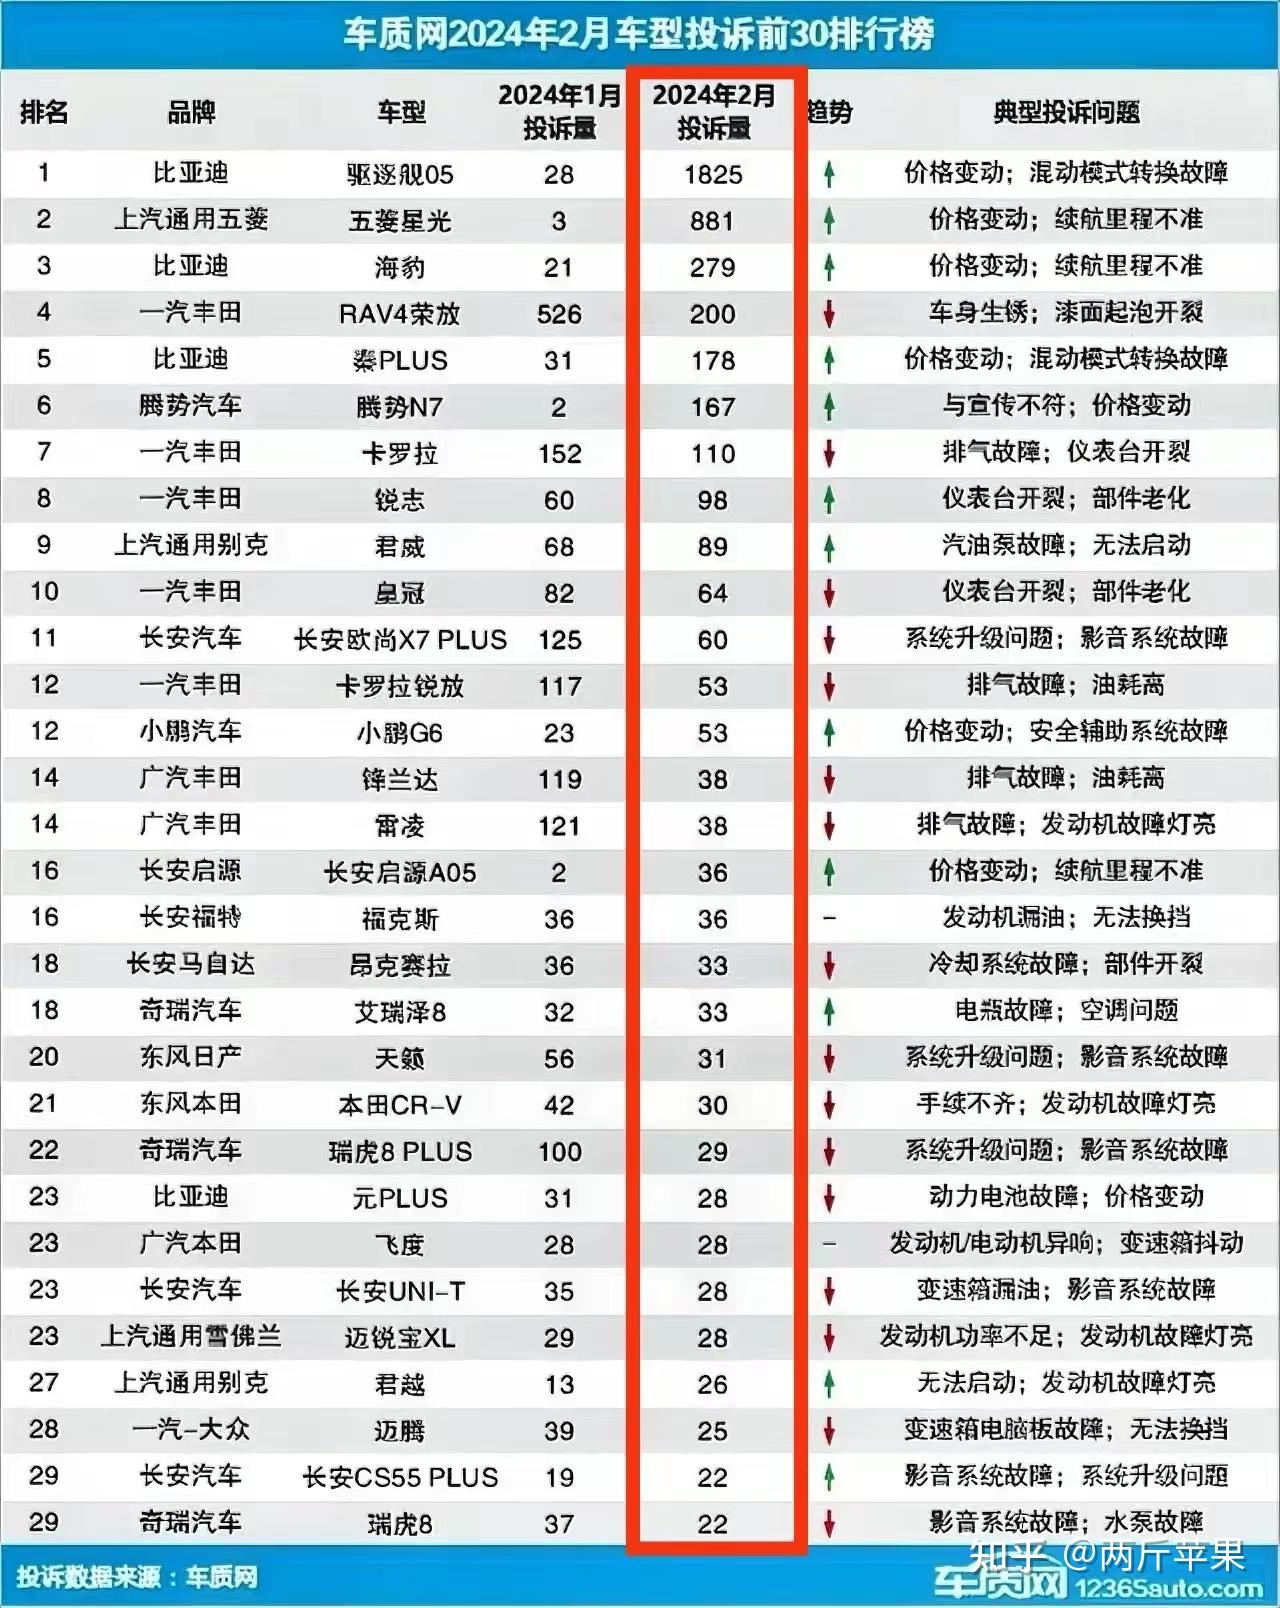 车质网2024年2月车型投诉前30排行榜
排名 品牌 车型 2024年1月投诉量 2024年2月投诉量 趋势 典型投诉问题
1 比亚迪 驱逐舰05 28 1825 ↑ 价格变动；混动模式转换故障
2 上汽通用五菱 五菱星光 3 881 ↑ 价格变动；续航里程不准
3 比亚迪 海豹 21 279 ↑ 价格变动；续航里程不准
4 一汽丰田 RAV4荣放 526 200 ↓ 车身生锈；漆面起泡开裂
5 比亚迪 秦PLUS 31 178 ↑ 价格变动；混动模式转换故障
6 腾势汽车 腾势N7 2 167 ↑ 与宣传不符；价格变动
7 一汽丰田 卡罗拉 152 110 ↓ 排气故障；仪表台开裂
8 一汽丰田 锐志 60 98 ↑ 仪表台开裂；部件老化
9 上汽通用别克 君威 68 89 ↑ 汽油泵故障；无法启动
10 一汽丰田 皇冠 82 64 ↓ 仪表台开裂；部件老化
11 长安汽车 长安欧尚X7 PLUS 125 60 ↓ 系统升级问题；影音系统故障
12 一汽丰田 卡罗拉锐放 117 53 ↓ 排气故障；油耗高
12 小鹏汽车 小鹏G6 23 53 ↑ 价格变动；安全辅助系统故障
14 广汽丰田 锋兰达 119 38 ↓ 排气故障；油耗高
14 广汽丰田 雷凌 121 38 ↓ 排气故障；发动机故障灯亮
16 长安启源 长安启源A05 2 36 ↑ 价格变动；续航里程不准
16 长安福特 福克斯 36 36 – 发动机漏油；无法换挡
18 长安马自达 昂克赛拉 36 33 ↓ 冷却系统故障；部件开裂
18 奇瑞汽车 艾瑞泽8 32 33 ↑ 电瓶故障；空调问题
20 东风日产 天籁 56 31 ↓ 系统升级问题；影音系统故障
21 东风本田 本田CR-V 42 30 ↓ 手续不齐；发动机故障灯亮
22 奇瑞汽车 瑞虎8 PLUS 100 29 ↓ 系统升级问题；影音系统故障
23 比亚迪 元PLUS 31 28 ↓ 动力电池故障；价格变动
23 广汽本田 飞度 28 28 – 发动机/电动机异响；变速箱抖动
23 长安汽车 长安UNI-T 35 28 ↓ 变速箱漏油；影音系统故障
23 上汽通用雪佛兰 迈锐宝XL 29 28 ↓ 发动机功率不足；发动机故障灯亮
27 上汽通用别克 君越 13 26 ↑ 无法启动；发动机故障灯亮
28 一汽-大众 迈腾 39 25 ↓ 变速箱电脑板故障；无法换挡
29 长安汽车 长安CS55 PLUS 19 22 ↑ 影音系统故障；系统升级问题
29 奇瑞汽车 瑞虎8 37 22 ↓ 影音系统故障；水泵故障
知乎 @两斤苹果
投诉数据来源：车质网 车质网 12365auto.com